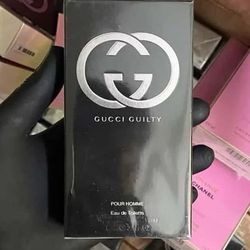 GUCCI GUILTY
POUR HOMME
Eau de Toilette
CHANEL